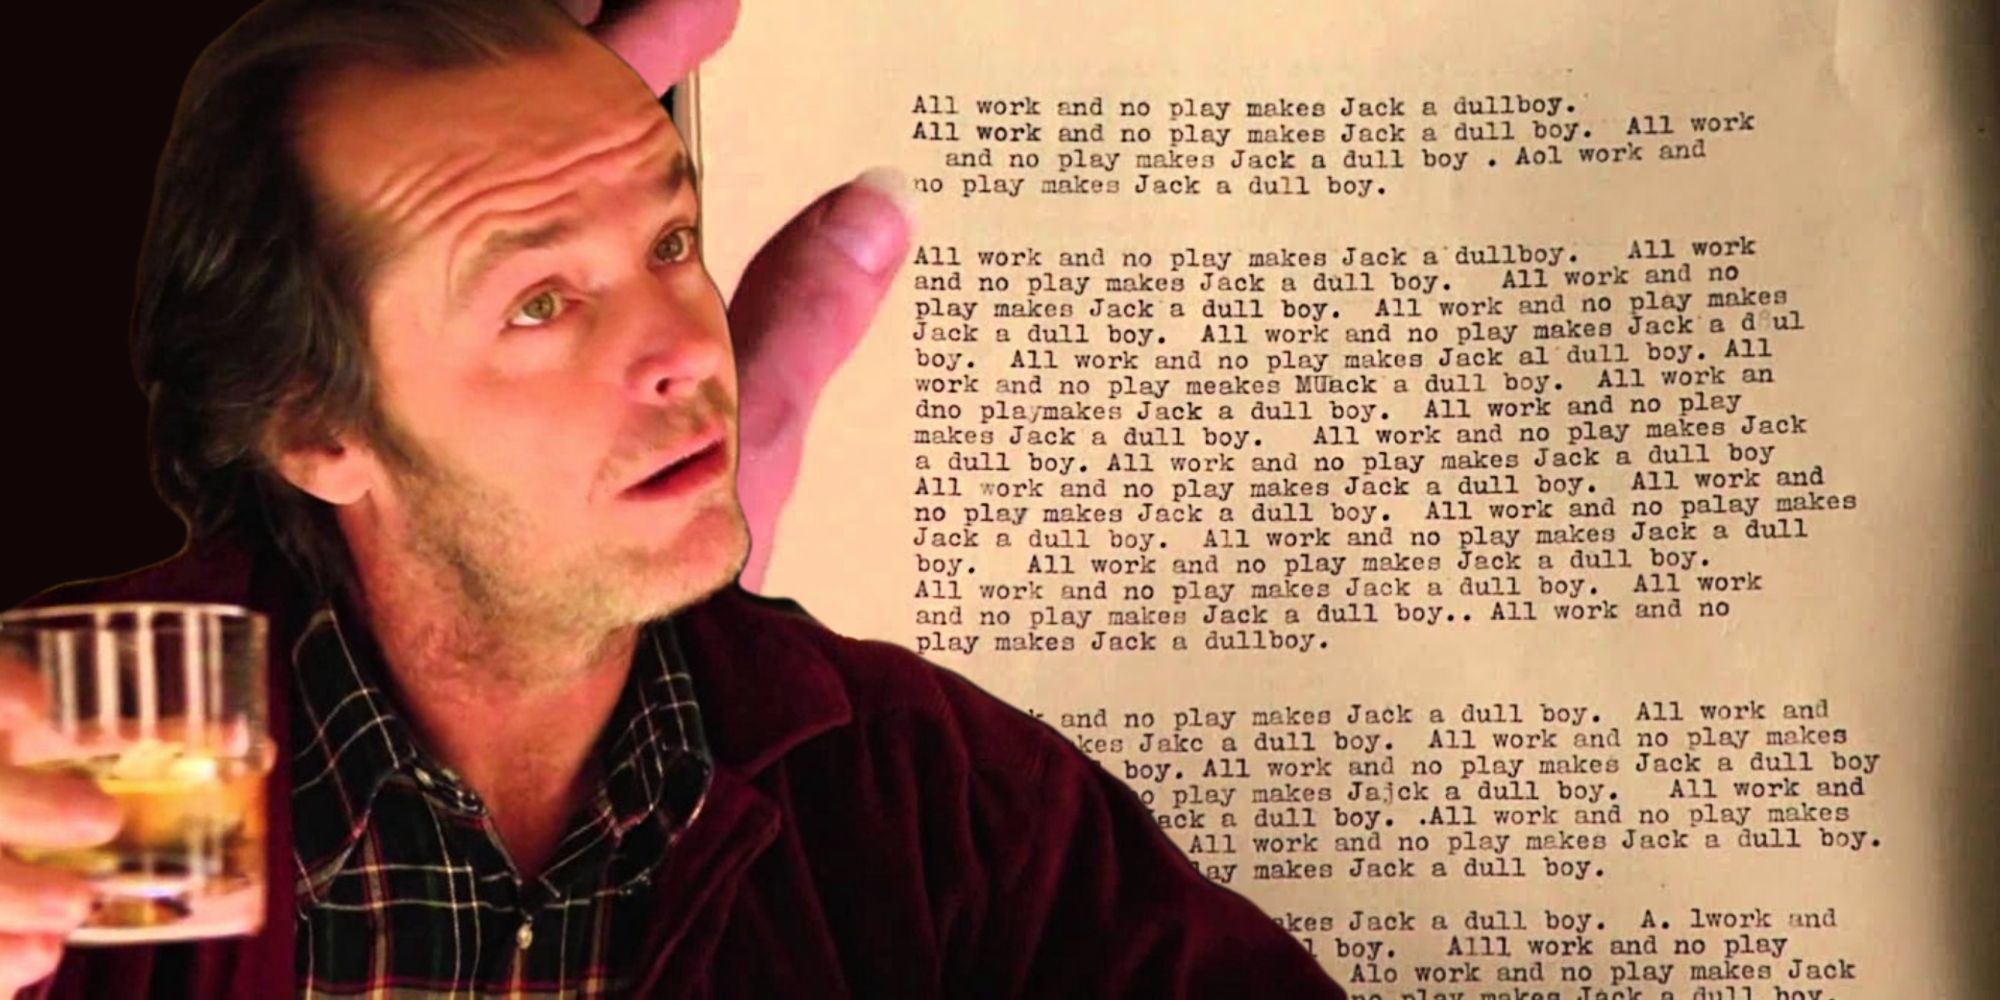 All work and no play makes Jack a dullboy.
All work and no play makes Jack a dull boy. All work
and no play makes Jack a dull boy . Aol work and
no play makes Jack a dull boy.
All work and no play makes Jack a dullboy. All work
and no play makes Jack a dull boy. All work and no
play makes Jack a dull boy. All work and no play makes
Jack a dull boy. All work and no play makes Jack a d ul
boy. All work and no play makes Jack al dull boy. All
work and no play meakes MUack a dull boy. All work an
dno playmakes Jack a dull boy. All work and no play
makes Jack a dull boy. All work and no play makes Jack
a dull boy. All work and no play makes Jack a dull boy
All work and no play makes Jack a dull boy. All work and
no play makes Jack a dull boy. All work and no palay makes
Jack a dull boy. All work and no play makes Jack a dull
boy. All work and no play makes Jack a dull boy.
All work and no play makes Jack a dull boy. All work
and no play makes Jack a dull boy.. All work and no
play makes Jack a dullboy.
k and no play makes Jack a dull boy. All work and
kes Jakc a dull boy. All work and no play makes
boy. All work and no play makes Jack a dull boy
o play makes Jajck a dull boy. All work and
ack a dull boy. .All work and no play makes
All work and no play makes Jack a dull boy.
lay makes Jack a dull boy.
kes Jack a dull boy. A. lwork and
l boy. Alll work and no play
Alo work and no play makes Jack
no play makes Jack a dull boy.